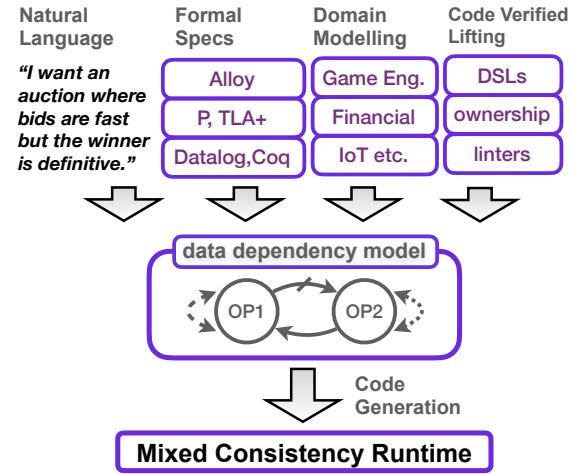 Natural
Language
Formal
Specs
Domain
Modelling
Code Verified
Lifting
“I want an
auction where
bids are fast
but the winner
is definitive.”
Alloy
P, TLA+
Datalog,Coq
Game Eng.
Financial
IoT etc.
DSLs
ownership
linters
data dependency model
OP1
OP2
Code
Generation
Mixed Consistency Runtime